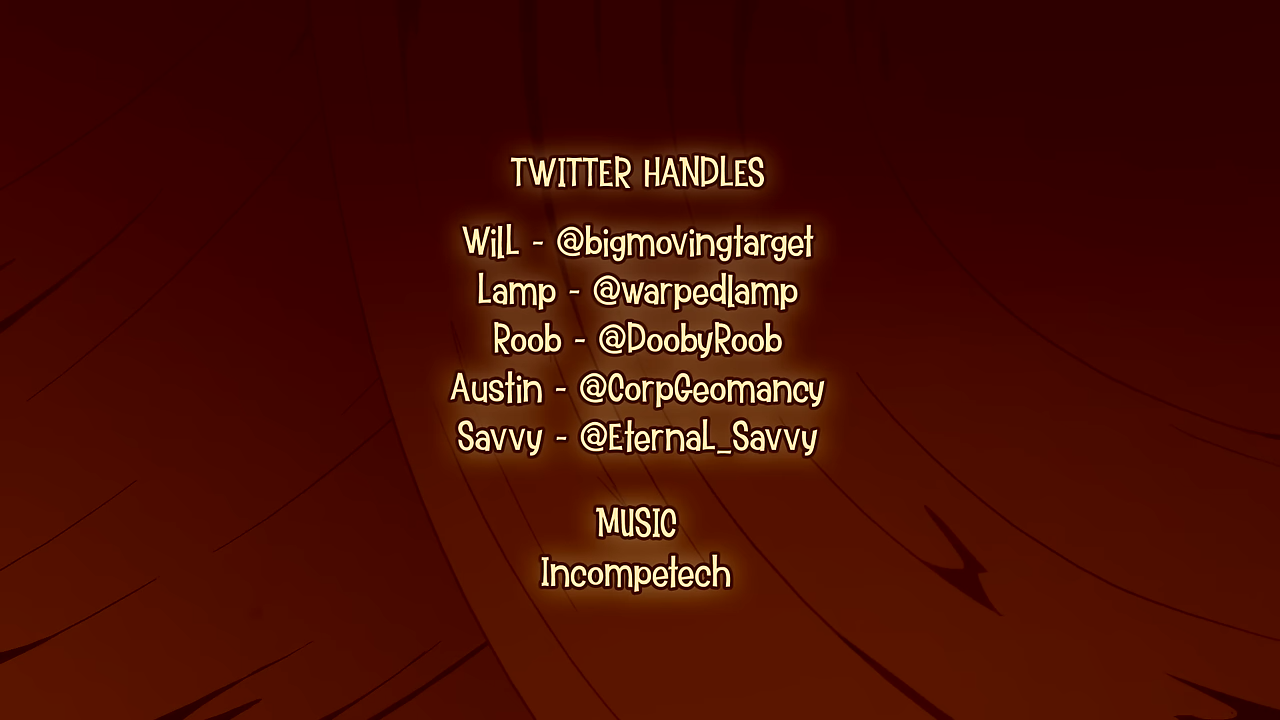 TWITTER HANDLES
Will - @bigmovingtarget
Lamp - @warpedlamp
Roob - @DoobyRoob
Austin - @CorpGeomancy
Savvy - @Eternal_Savvy
MUSIC
Incompetech